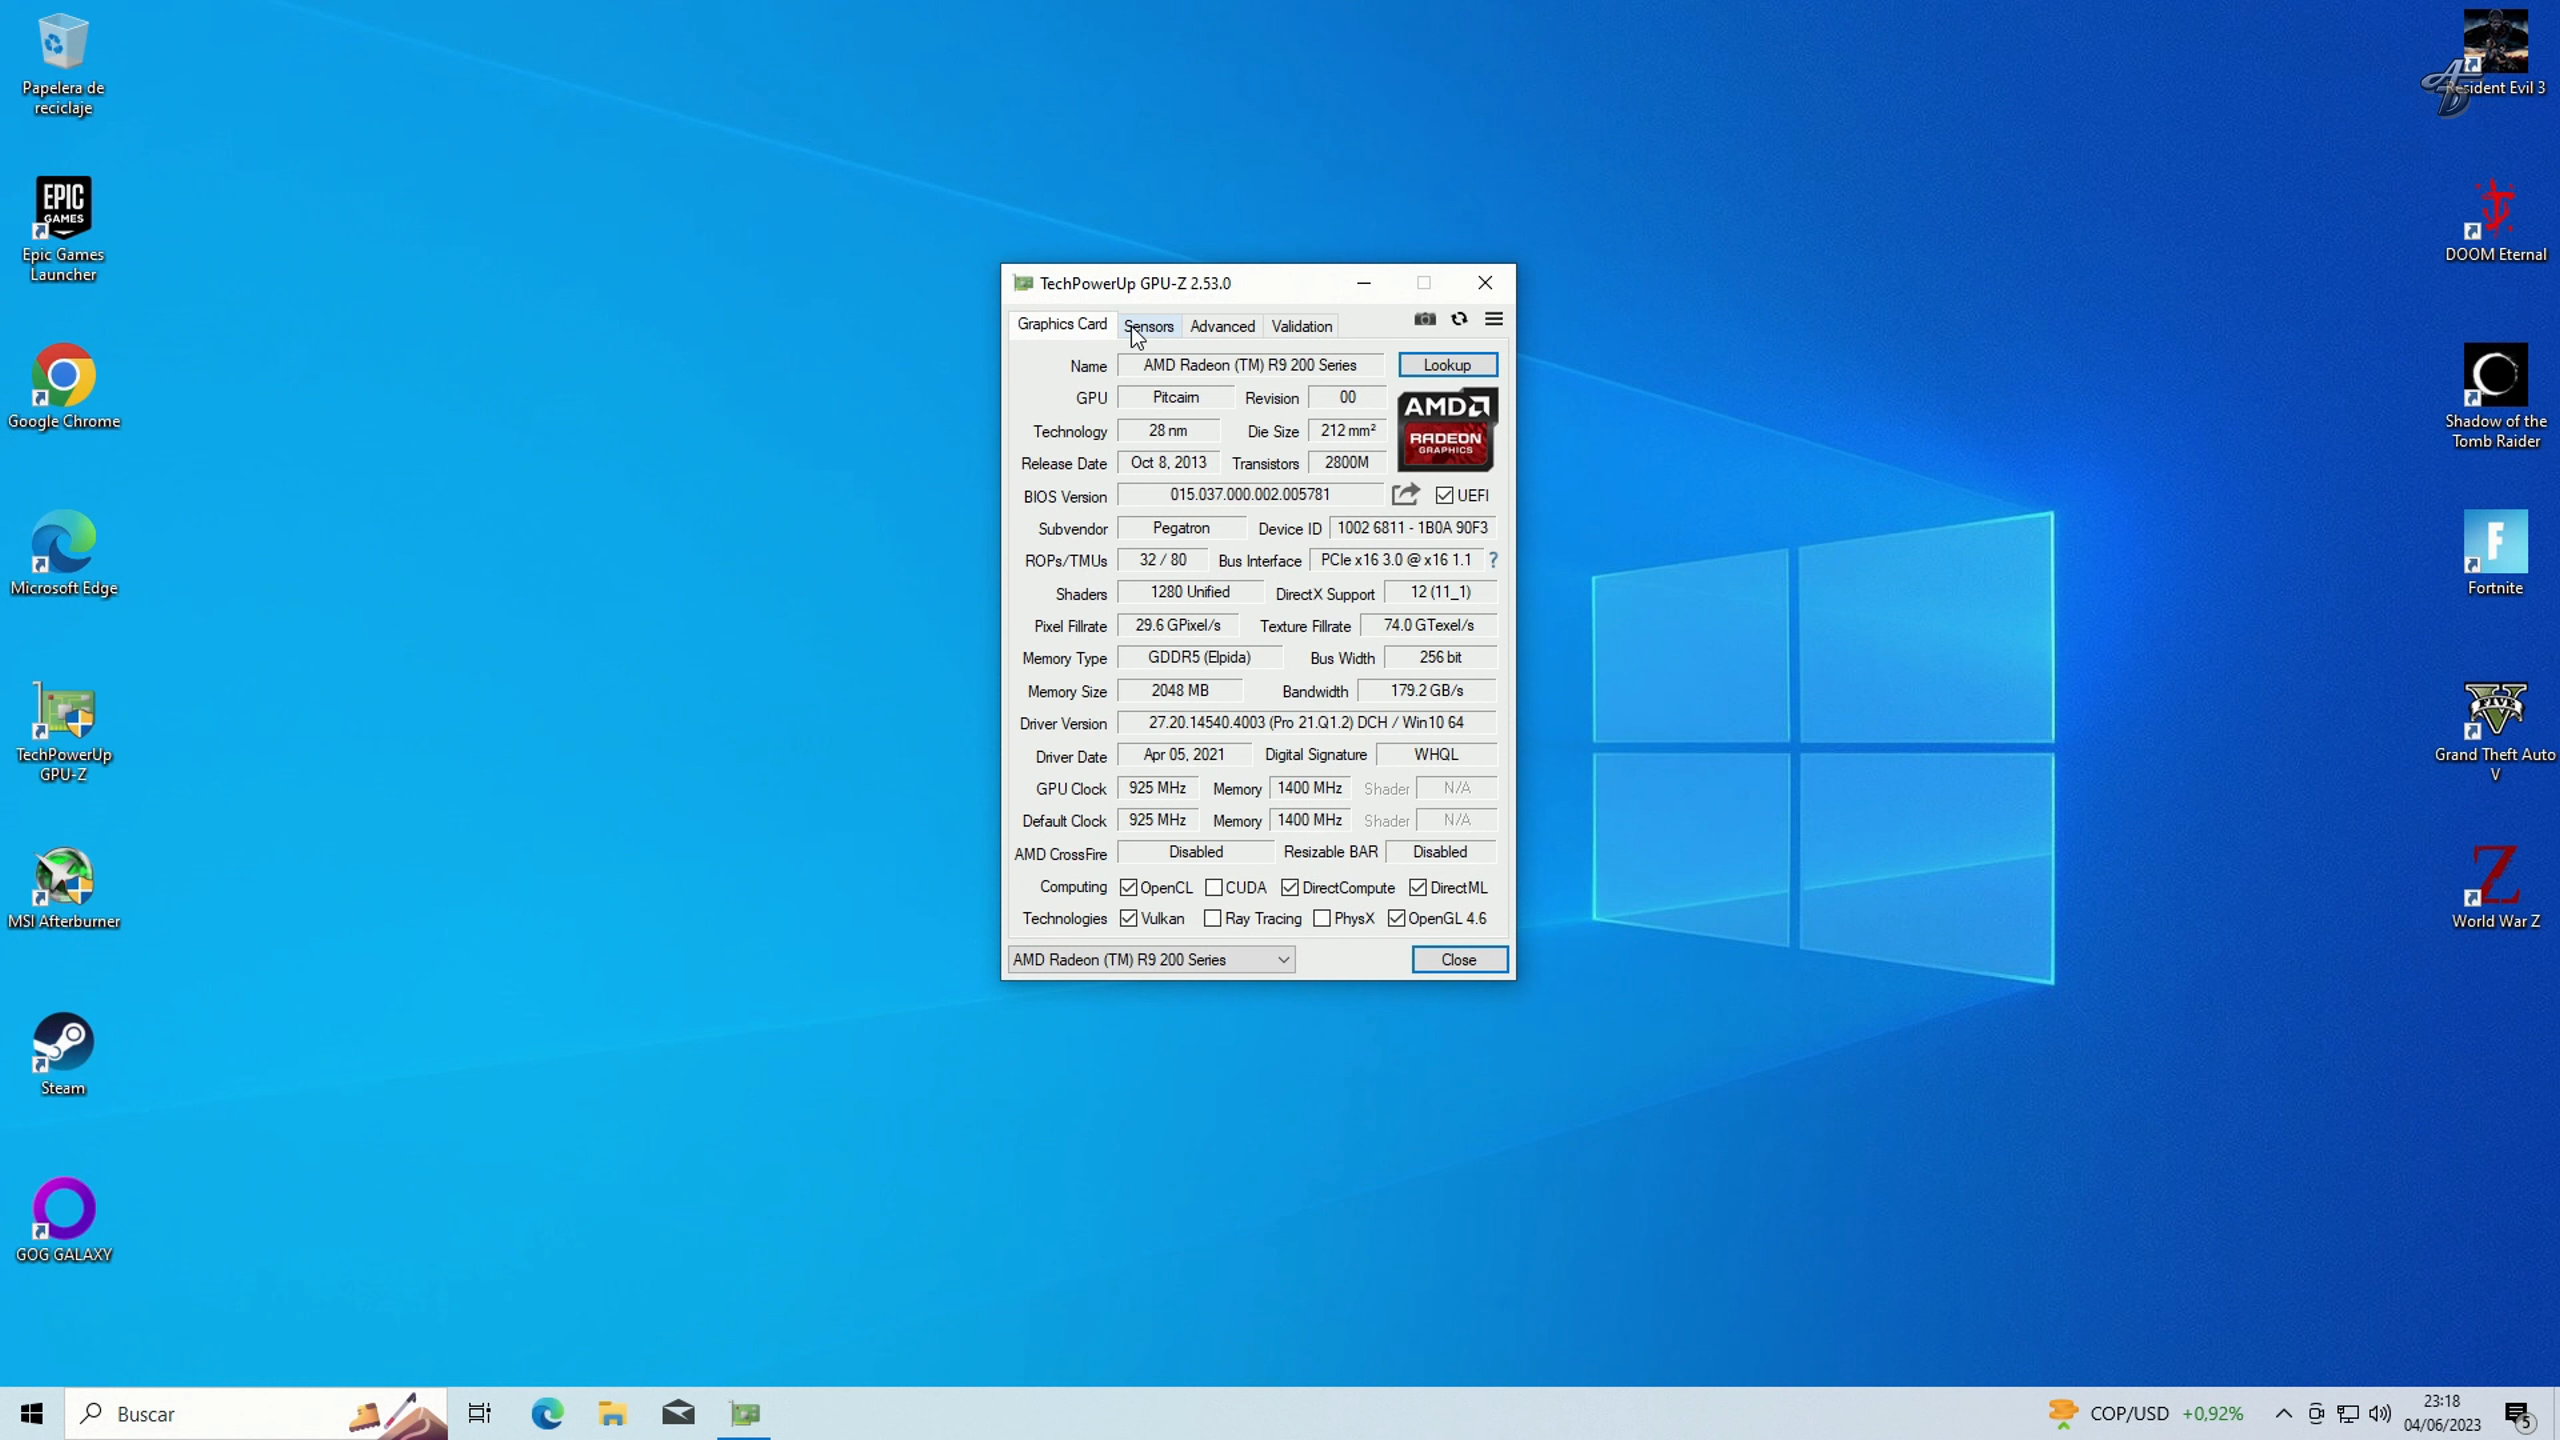 Papelera de
reciclaje
EPIC
GAMES
Epic Games
Launcher
Google Chrome
Microsoft Edge
TechPowerUp
GPU-Z
MSI Afterburner
Steam
GOG GALAXY
TechPowerUp GPU-Z 2.53.0
Graphics Card Sensors Advanced Validation
Name AMD Radeon (TM) R9 200 Series Lookup
GPU Pitcairn Revision 00
AMD
RADEON
GRAPHICS
Technology 28 nm Die Size 212 mm²
Release Date Oct 8, 2013 Transistors 2800M
BIOS Version 015.037.000.002.005781 UEFI
Subvendor Pegatron Device ID 1002 6811 - 1B0A 90F3
ROPs/TMUs 32 / 80 Bus Interface PCIe x16 3.0 @ x16 1.1 ?
Shaders 1280 Unified DirectX Support 12 (11_1)
Pixel Fillrate 29.6 GPixel/s Texture Fillrate 74.0 GTexel/s
Memory Type GDDR5 (Elpida) Bus Width 256 bit
Memory Size 2048 MB Bandwidth 179.2 GB/s
Driver Version 27.20.14540.4003 (Pro 21.Q1.2) DCH / Win10 64
Driver Date Apr 05, 2021 Digital Signature WHQL
GPU Clock 925 MHz Memory 1400 MHz Shader N/A
Default Clock 925 MHz Memory 1400 MHz Shader N/A
AMD CrossFire Disabled Resizable BAR Disabled
Computing OpenCL CUDA DirectCompute DirectML
Technologies Vulkan Ray Tracing PhysX OpenGL 4.6
AMD Radeon (TM) R9 200 Series Close
Resident Evil 3
DOOM Eternal
Shadow of the
Tomb Raider
F
Fortnite
FIVE
V
Grand Theft Auto
V
Z
World War Z
Buscar
COP/USD +0,92%
23:18
04/06/2023
5